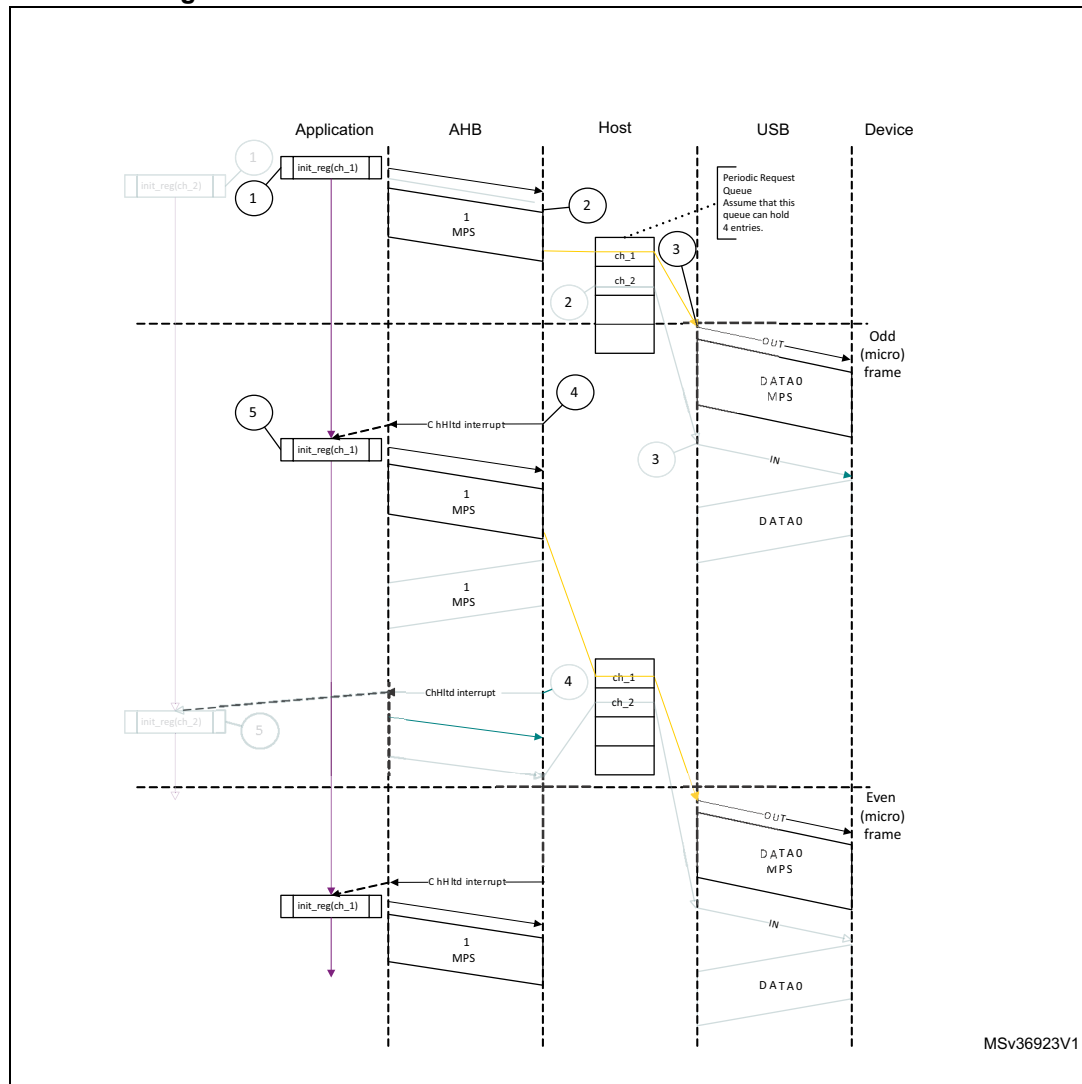 Application AHB Host USB Device
1
init_reg(ch_2)
init_reg(ch_1)
1
1
MPS
2
Periodic Request
Queue
Assume that this
queue can hold
4 entries.
3
ch_1
ch_2
2
Odd
(micro)
frame
OUT
DATA0
MPS
4
5
ChHltd interrupt
init_reg(ch_1)
3
IN
1
MPS
DATA0
1
MPS
ch_1
4
ChHltd interrupt
ch_2
init_reg(ch_2)
5
Even
(micro)
frame
OUT
DATA0
MPS
ChHltd interrupt
init_reg(ch_1)
IN
1
MPS
DATA0
MSv36923V1